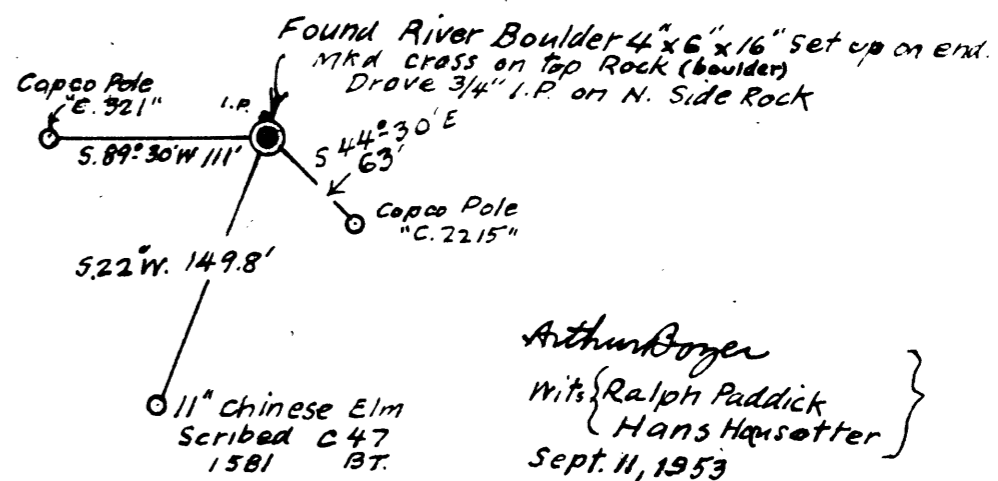 Found River Boulder 4"x6"x16" set up on end.
Mkd cross on top Rock (boulder)
Drove 3/4" I.P. on N. Side Rock
Copco Pole
"E. 321"
I.P.
S.89°30'W 111'
S 44°30'E
63'
Copco Pole
"C.2215"
S.22°W. 149.8'
11" Chinese Elm
Scribed C 47
1581 BT.
Arthur Boyer
Wits Ralph Paddick
Hans Hausotter
Sept. 11, 1953